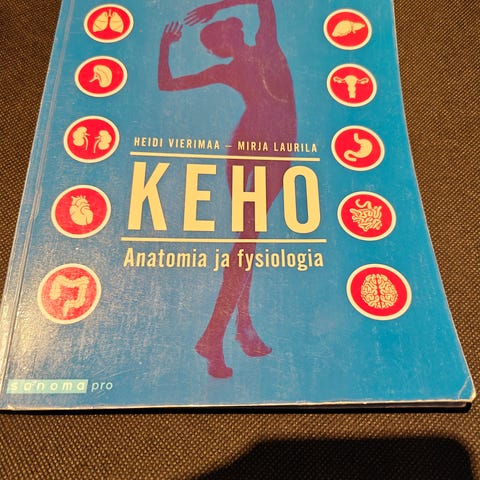 HEIDI VIERIMAA – MIRJA LAURILA
KEHO
Anatomia ja fysiologia
sanoma pro